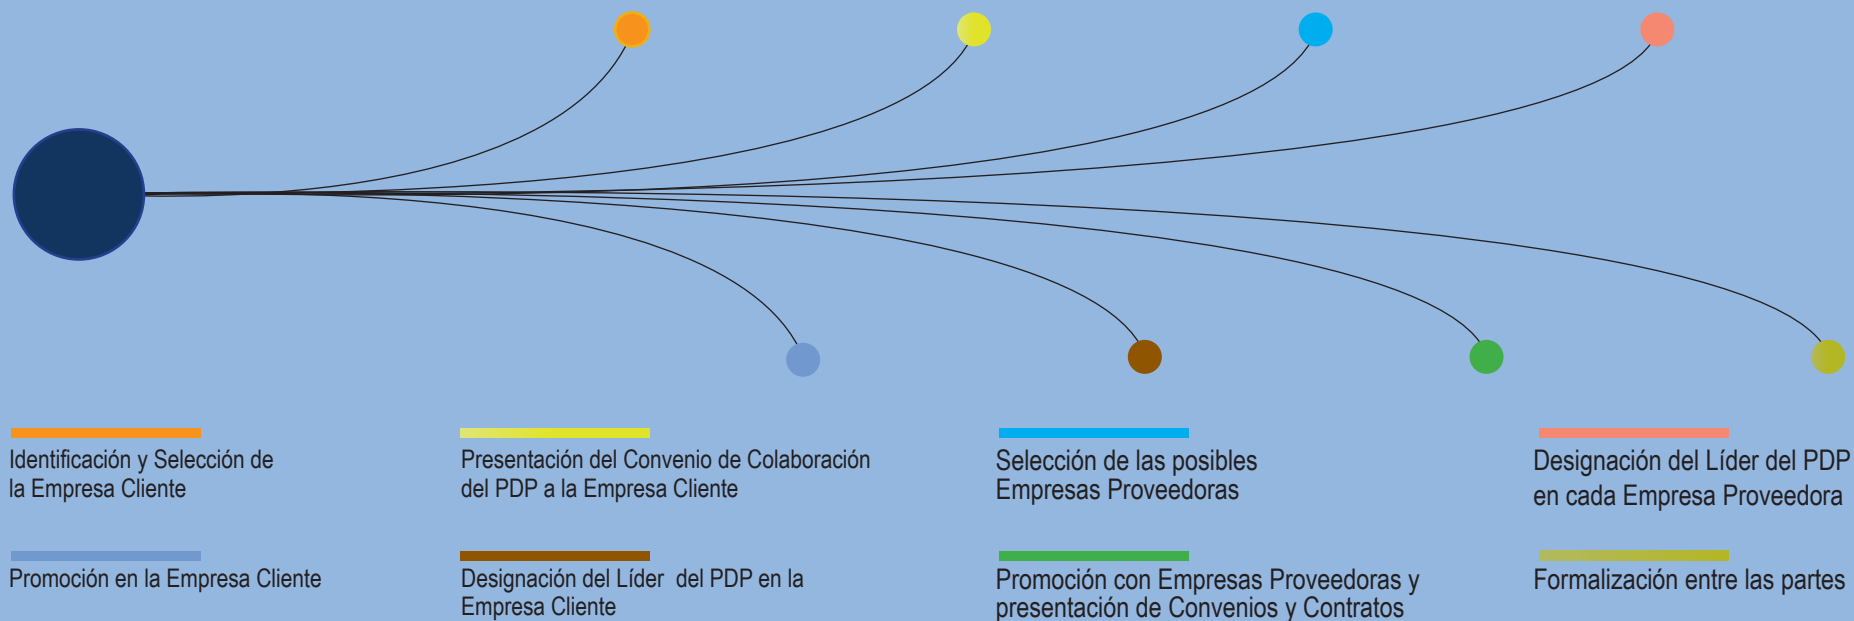 Identificación y Selección de
la Empresa Cliente
Promoción en la Empresa Cliente
Presentación del Convenio de Colaboración
del PDP a la Empresa Cliente
Designación del Líder del PDP en la
Empresa Cliente
Selección de las posibles
Empresas Proveedoras
Promoción con Empresas Proveedoras y
presentación de Convenios y Contratos
Designación del Líder del PDP
en cada Empresa Proveedora
Formalización entre las partes